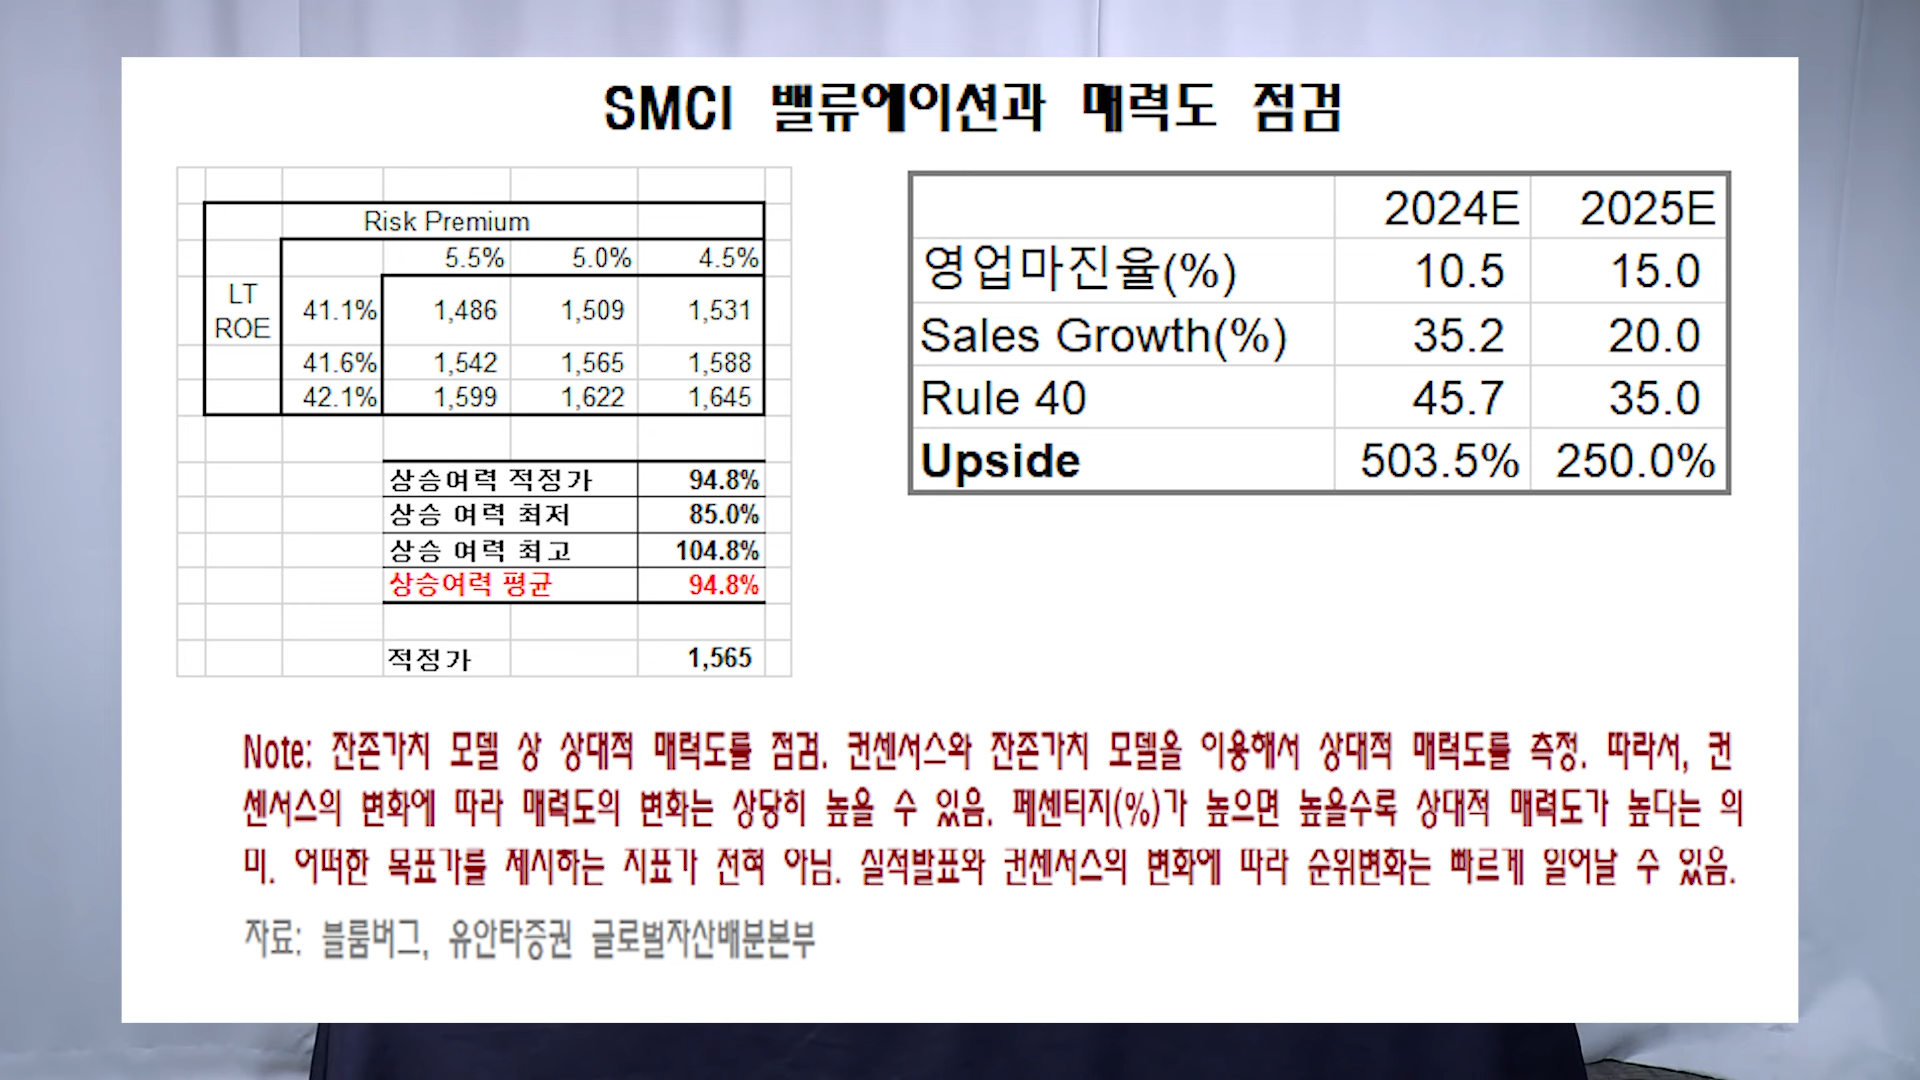 SMCI 밸류에이션과 매력도 점검
Risk Premium
5.5% 5.0% 4.5%
LT ROE 41.1% 1,486 1,509 1,531
41.6% 1,542 1,565 1,588
42.1% 1,599 1,622 1,645
상승여력 적정가 94.8%
상승 여력 최저 85.0%
상승 여력 최고 104.8%
상승여력 평균 94.8%
적정가 1,565
2024E 2025E
영업마진율(%) 10.5 15.0
Sales Growth(%) 35.2 20.0
Rule 40 45.7 35.0
Upside 503.5% 250.0%
Note: 잔존가치 모델 상 상대적 매력도를 점검. 컨센서스와 잔존가치 모델을 이용해서 상대적 매력도를 측정. 따라서, 컨
센서스의 변화에 따라 매력도의 변화는 상당히 높을 수 있음. 페센티지(%)가 높으면 높을수록 상대적 매력도가 높다는 의
미. 어떠한 목표가를 제시하는 지표가 전혀 아님. 실적발표와 컨센서스의 변화에 따라 순위변화는 빠르게 일어날 수 있음.
자료: 블룸버그, 유안타증권 글로벌자산배분본부